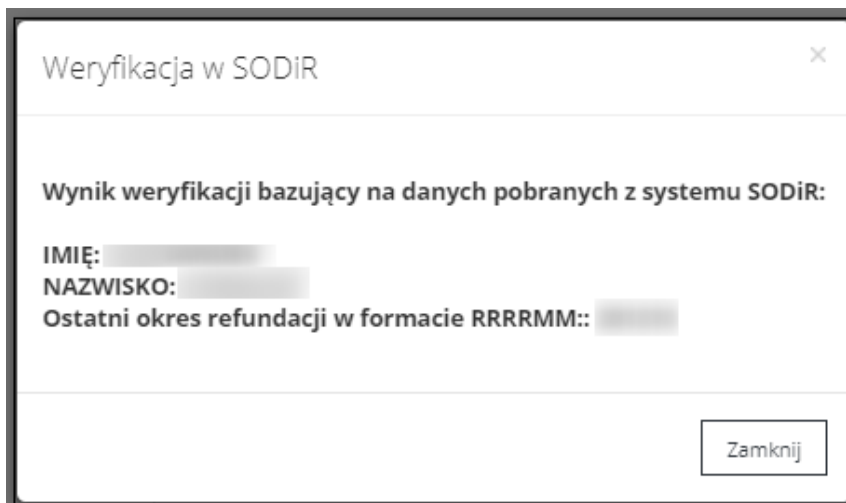 Weryfikacja w SODiR
×
Wynik weryfikacji bazujący na danych pobranych z systemu SODiR:
IMIĘ:
NAZWISKO:
Ostatni okres refundacji w formacie RRRRMM::
Zamknij